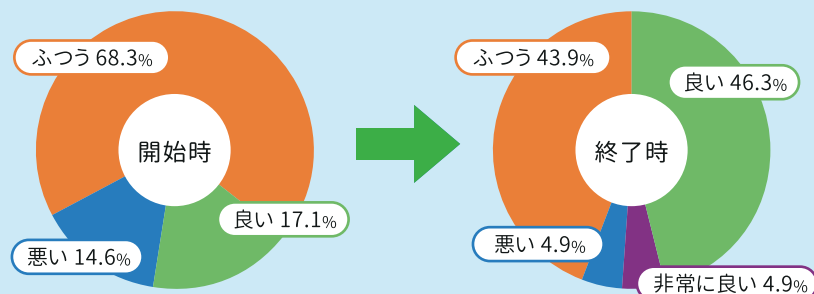 ふつう 68.3%
開始時
良い 17.1%
悪い 14.6%
ふつう 43.9%
良い 46.3%
終了時
悪い 4.9%
非常に良い 4.9%